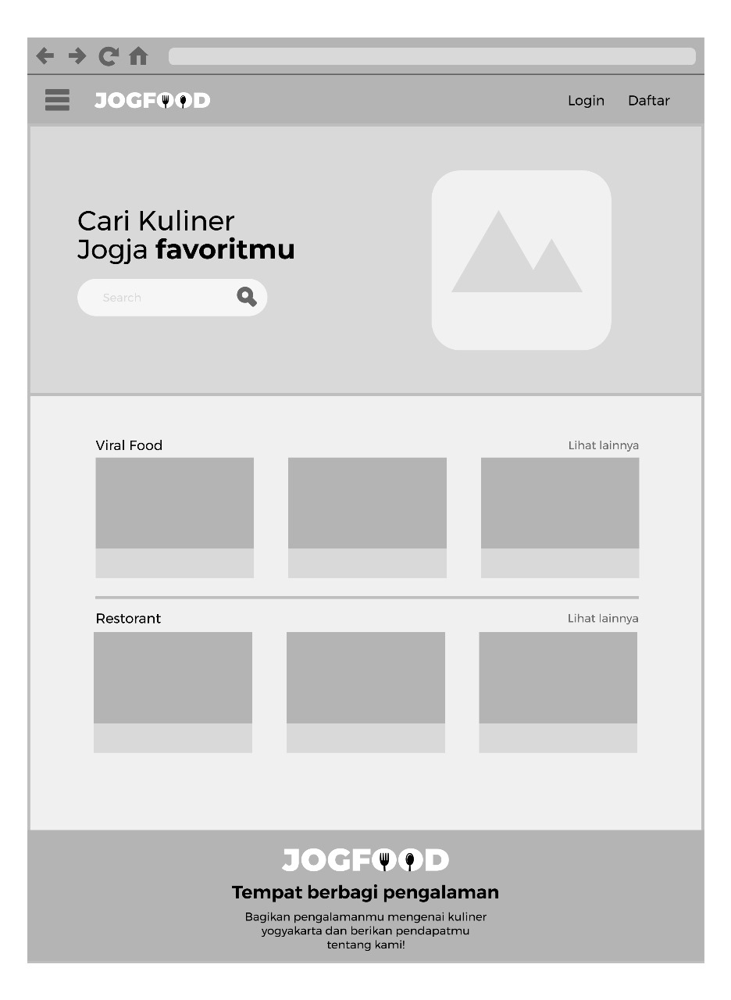 JOGFOOD
Login
Daftar
Cari Kuliner
Jogja favoritmu
Search
Viral Food
Lihat lainnya
Restorant
Lihat lainnya
JOGFOOD
Tempat berbagi pengalaman
Bagikan pengalamanmu mengenai kuliner
yogyakarta dan berikan pendapatmu
tentang kami!